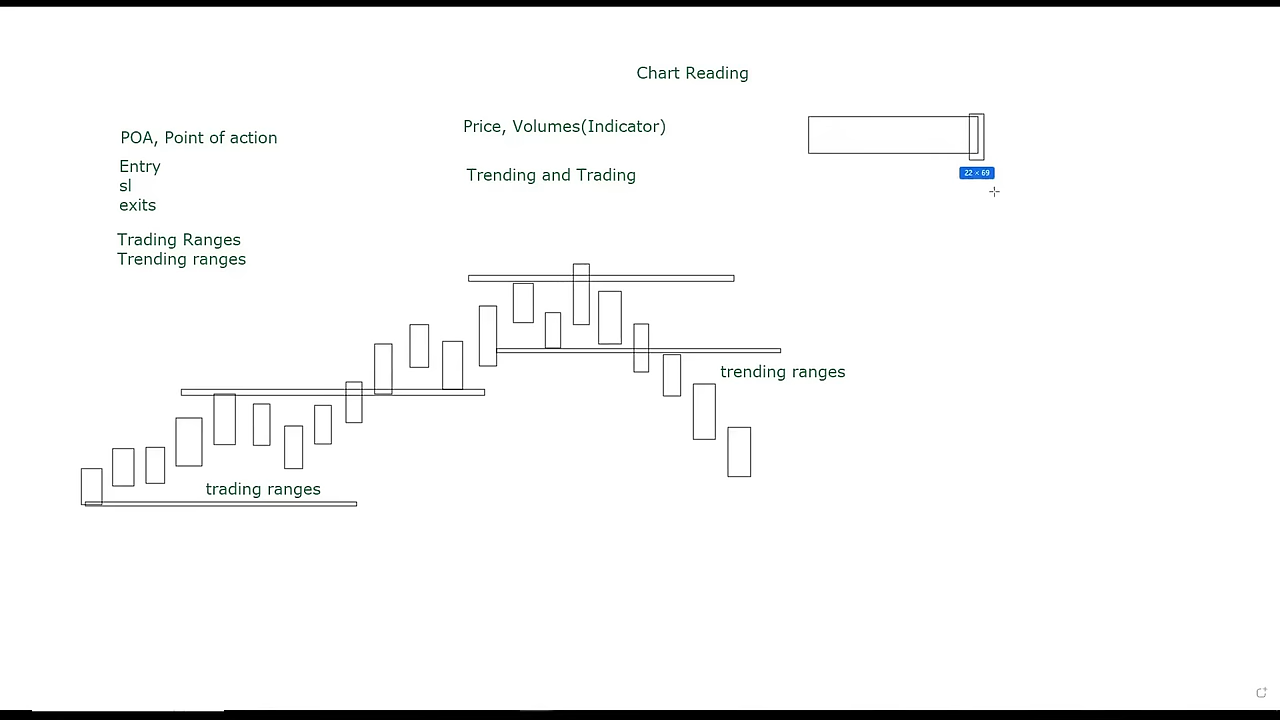 Chart Reading
POA, Point of action
Price, Volumes(Indicator)
Entry
sl
exits
Trending and Trading
22 × 69
Trading Ranges
Trending ranges
trending ranges
trading ranges